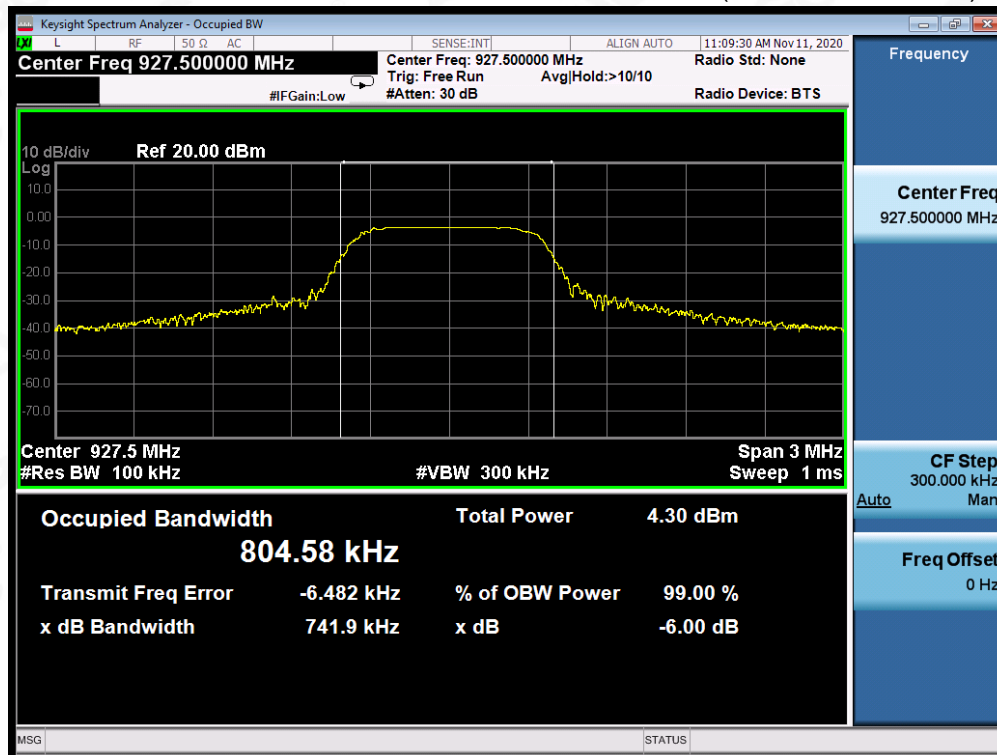 Keysight Spectrum Analyzer - Occupied BW
LXI L RF 50 Ω AC SENSE:INT ALIGN AUTO 11:09:30 AM Nov 11, 2020
Center Freq 927.500000 MHz
Center Freq: 927.500000 MHz
Radio Std: None
Trig: Free Run Avg|Hold:>10/10
#IFGain:Low
#Atten: 30 dB
Radio Device: BTS
Frequency
10 dB/div Ref 20.00 dBm
Log
10.0
0.00
-10.0
-20.0
-30.0
-40.0
-50.0
-60.0
-70.0
Center 927.5 MHz Span 3 MHz
#Res BW 100 kHz #VBW 300 kHz Sweep 1 ms
Occupied Bandwidth Total Power 4.30 dBm
804.58 kHz
Transmit Freq Error -6.482 kHz % of OBW Power 99.00 %
x dB Bandwidth 741.9 kHz x dB -6.00 dB
Center Freq
927.500000 MHz
CF Step
300.000 kHz
Auto Man
Freq Offset
0 Hz
MSG STATUS